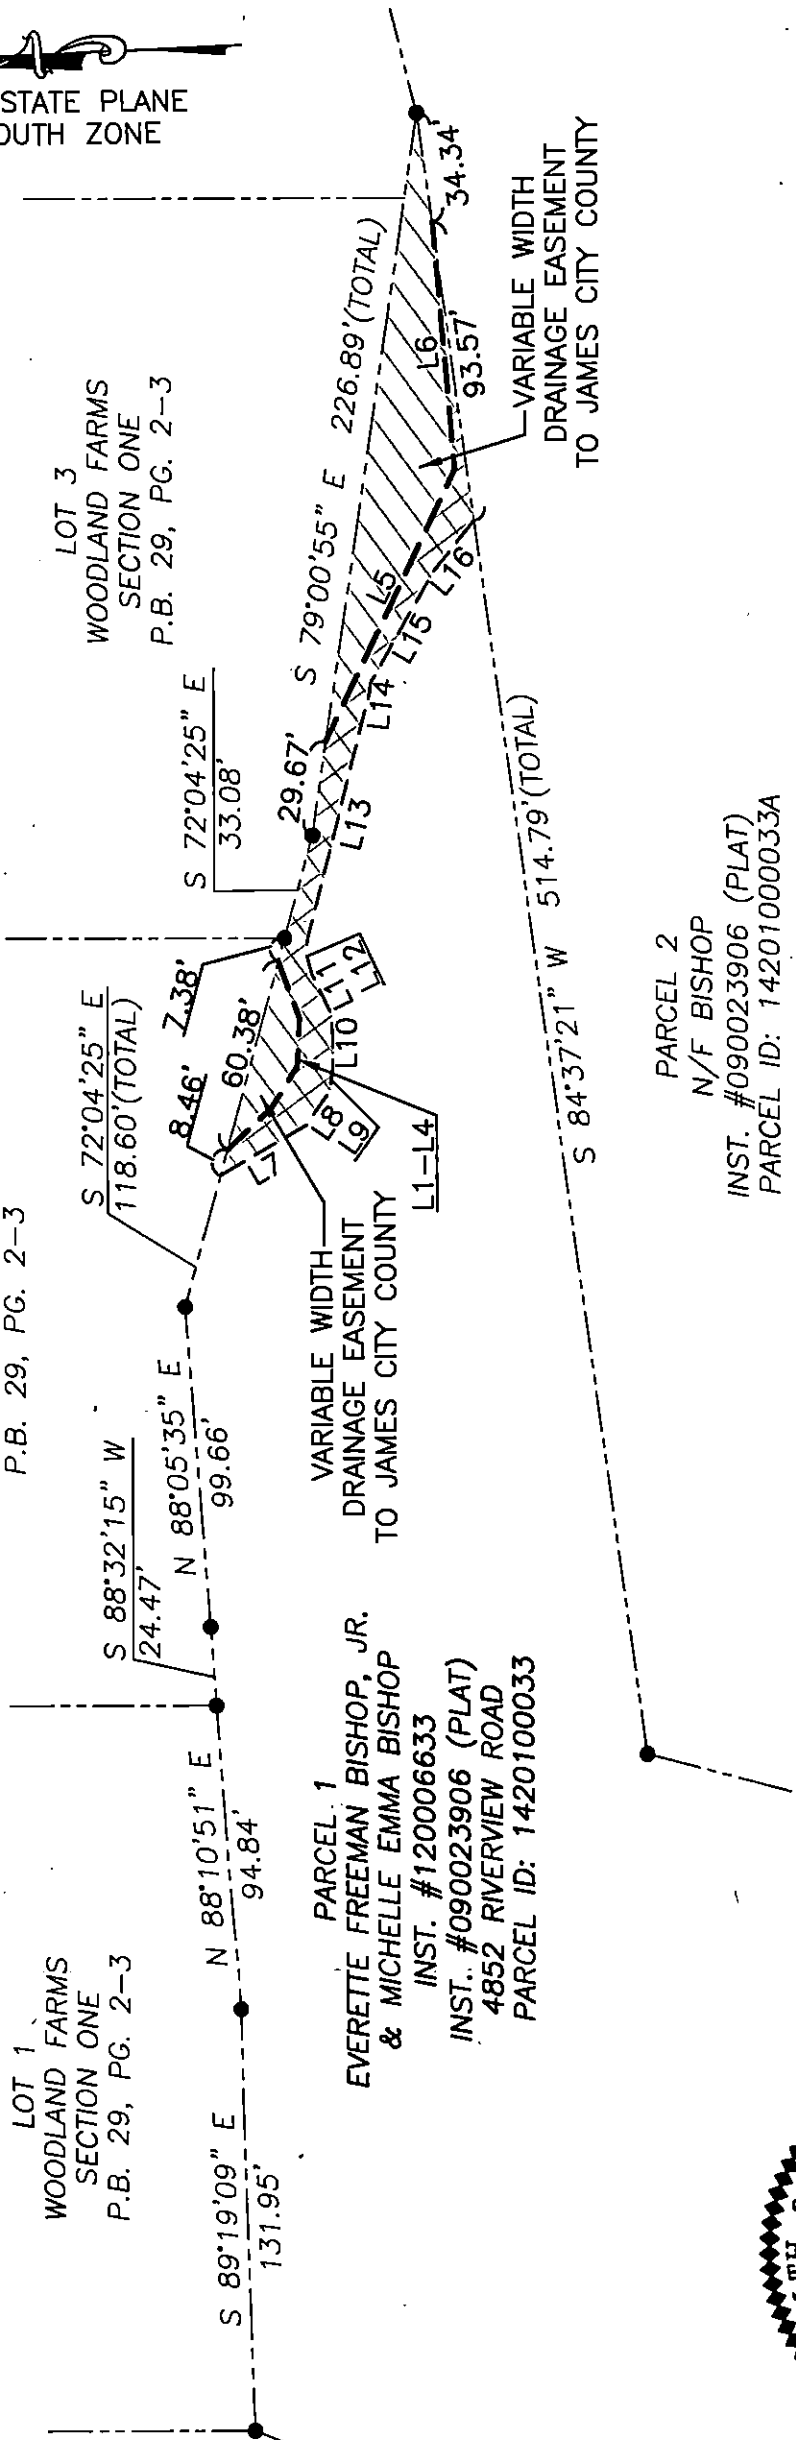 STATE PLANE
OUTH ZONE
LOT 1
WOODLAND FARMS
SECTION ONE
P.B. 29, PG. 2-3
P.B. 29, PG. 2-3
LOT 3
WOODLAND FARMS
SECTION ONE
P.B. 29, PG. 2-3
S 89°19'09" E
131.95'
N 88°10'51" E
94.84'
S 88°32'15" W
24.47'
N 88°05'35" E
99.66'
S 72°04'25" E
118.60'(TOTAL)
8.46'
7.38'
60.38'
S 72°04'25" E
33.08'
29.67'
S 79°00'55" E 226.89'(TOTAL)
34.34'
L6
93.57'
L5
L7
L8
L9
L10
L11
L12
L13
L14
L15
L16
L1-L4
VARIABLE WIDTH
DRAINAGE EASEMENT
TO JAMES CITY COUNTY
VARIABLE WIDTH
DRAINAGE EASEMENT
TO JAMES CITY COUNTY
PARCEL 1
EVERETTE FREEMAN BISHOP, JR.
& MICHELLE EMMA BISHOP
INST. #120006633
INST. #090023906 (PLAT)
4852 RIVERVIEW ROAD
PARCEL ID: 1420100033
S 84°37'21" W 514.79'(TOTAL)
PARCEL 2
N/F BISHOP
INST. #090023906 (PLAT)
PARCEL ID: 1420100033A